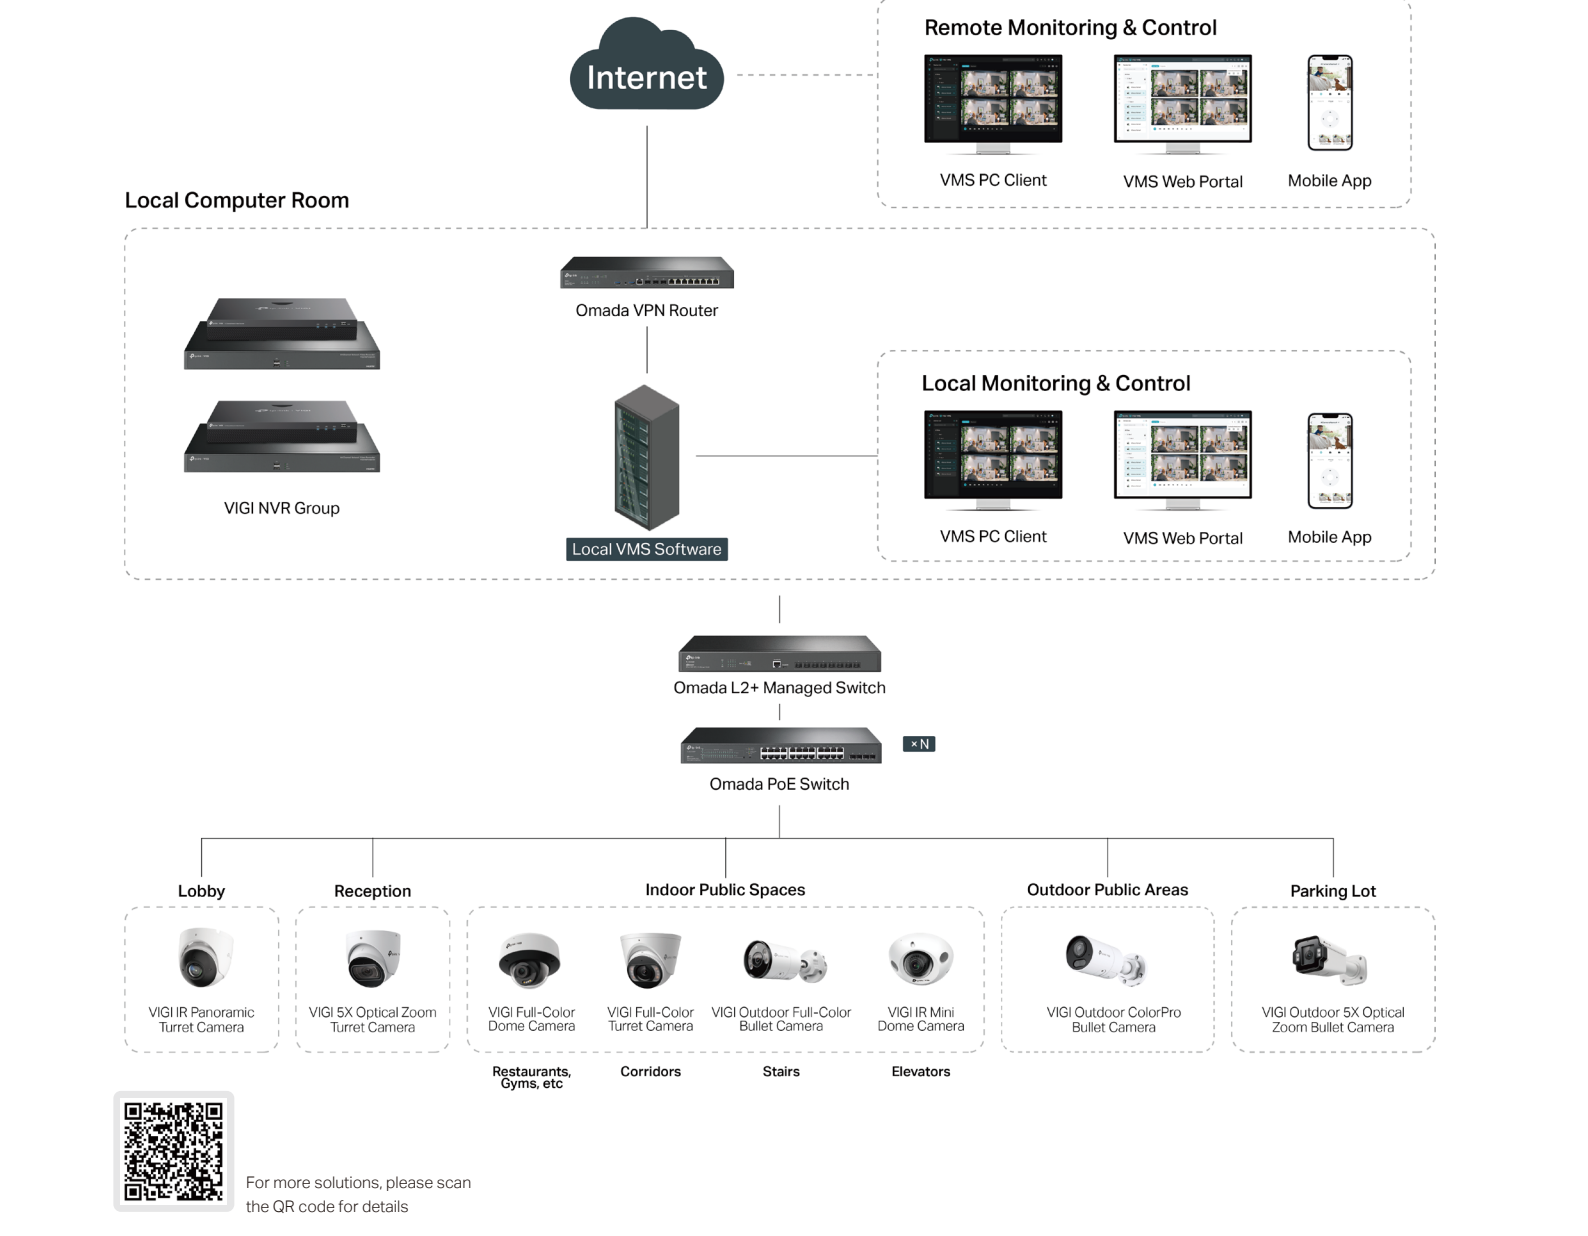 Internet
Remote Monitoring & Control
VMS PC Client
VMS Web Portal
Mobile App
Local Computer Room
Omada VPN Router
VIGI NVR Group
Local VMS Software
Local Monitoring & Control
VMS PC Client
VMS Web Portal
Mobile App
Omada L2+ Managed Switch
× N
Omada PoE Switch
Lobby
VIGI IR Panoramic
Turret Camera
Reception
VIGI 5X Optical Zoom
Turret Camera
Indoor Public Spaces
VIGI Full-Color
Dome Camera
Restaurants,
Gyms, etc
VIGI Full-Color
Turret Camera
Corridors
VIGI Outdoor Full-Color
Bullet Camera
Stairs
VIGI IR Mini
Dome Camera
Elevators
Outdoor Public Areas
VIGI Outdoor ColorPro
Bullet Camera
Parking Lot
VIGI Outdoor 5X Optical
Zoom Bullet Camera
For more solutions, please scan
the QR code for details